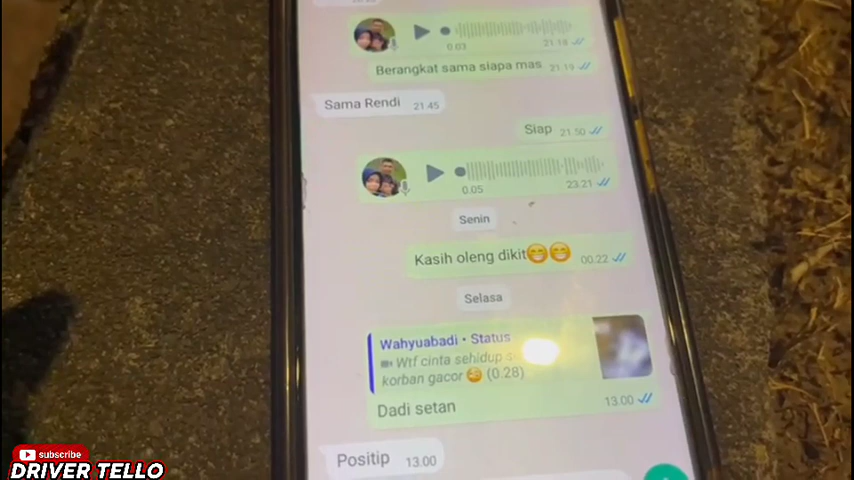 0:03 21.18
Berangkat sama siapa mas 21.19
Sama Rendi 21.45
Siap 21.50
0:05 23.21
Senin
Kasih oleng dikit😁😁 00.22
Selasa
Wahyuabadi • Status
Wtf cinta sehidup
korban gacor (0.28)
Dadi setan 13.00
Positip 13.00
subscribe
DRIVER TELLO